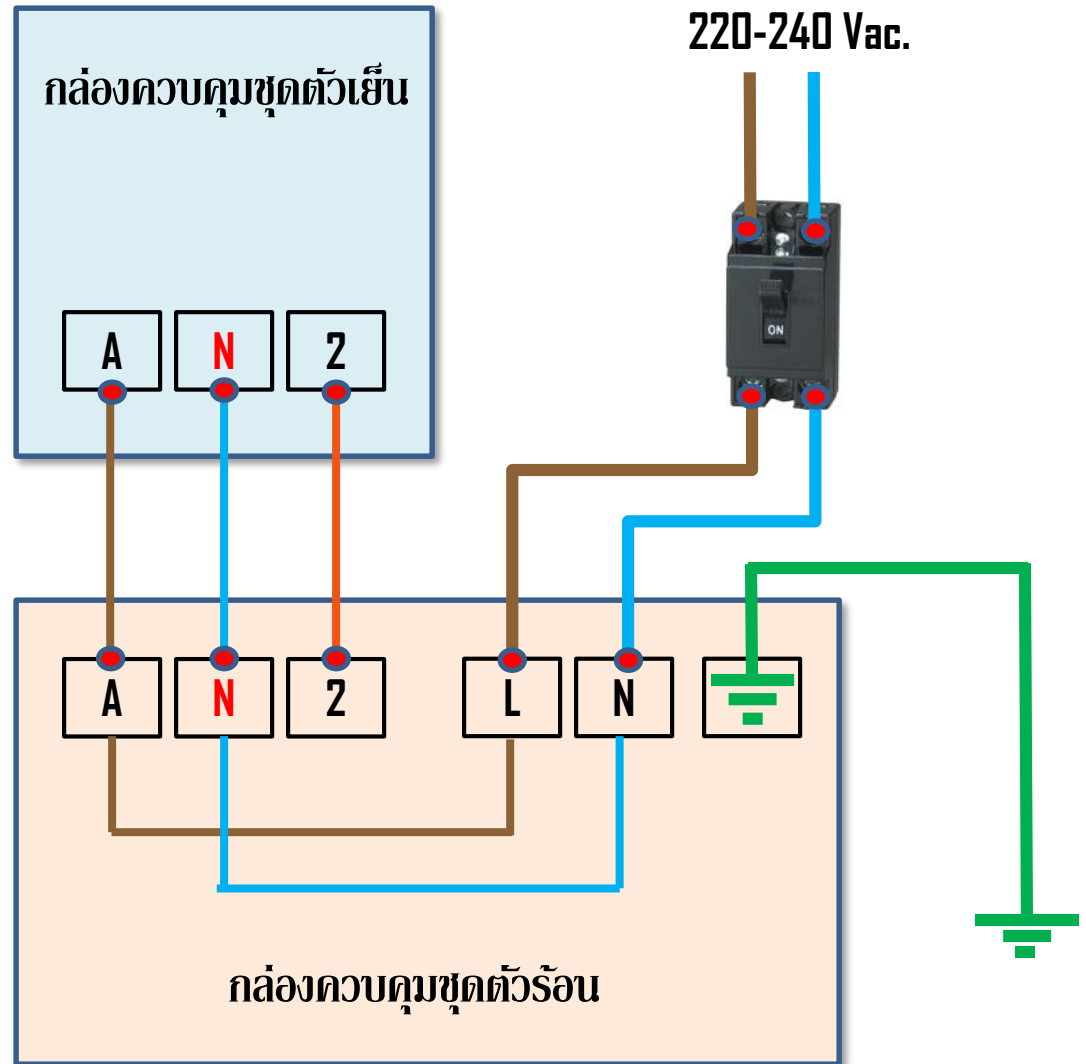 220-240 Vac.
กล่องควบคุมชุดตัวเย็น
ON
A N 2
A N 2 L N
กล่องควบคุมชุดตัวร้อน